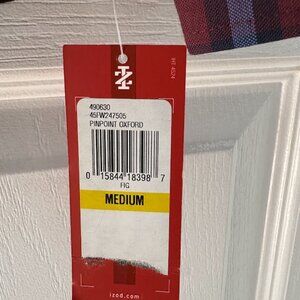 490630
45FW247505
PINPOINT OXFORD
0 15844 18398 7
FIG
MEDIUM
izod.com